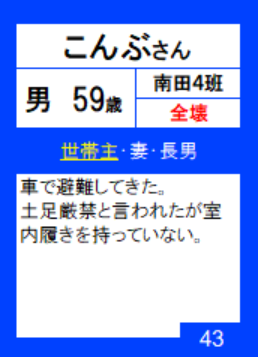 こんぶさん
男 59歳
南田4班
全壊
世帯主・妻・長男
車で避難してきた。
土足厳禁と言われたが室
内履きを持っていない。
43